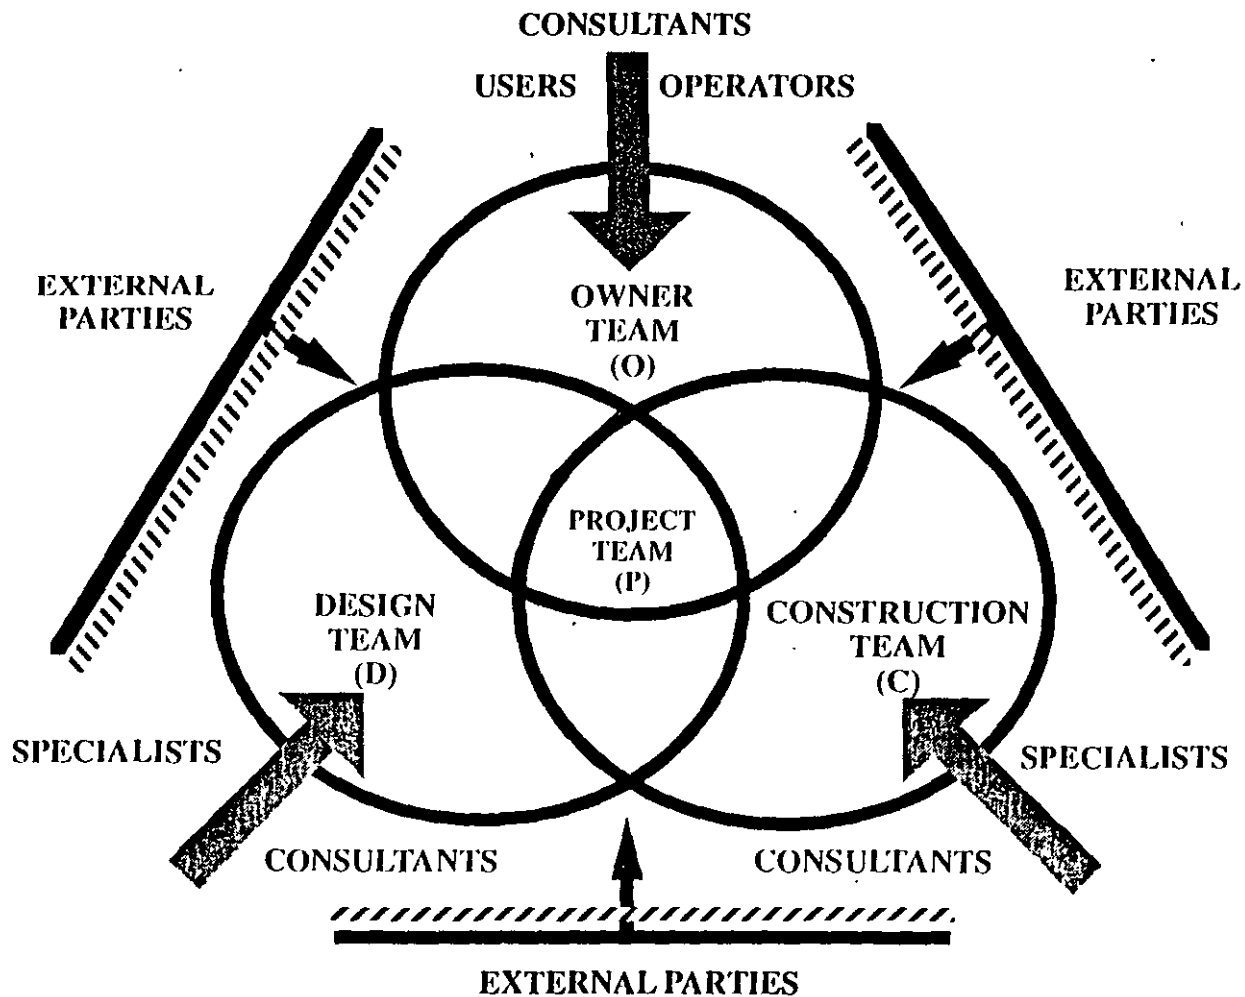 CONSULTANTS
USERS OPERATORS
EXTERNAL
PARTIES
EXTERNAL
PARTIES
OWNER
TEAM
(O)
PROJECT
TEAM
(P)
DESIGN
TEAM
(D)
CONSTRUCTION
TEAM
(C)
SPECIALISTS
SPECIALISTS
CONSULTANTS
CONSULTANTS
EXTERNAL PARTIES